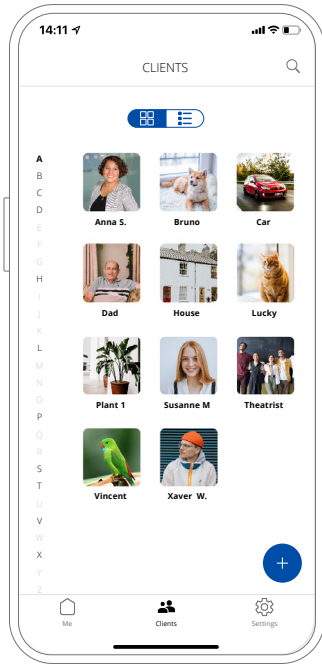 14:11
CLIENTS
A
B
C
D
E
F
G
H
I
J
K
L
M
N
O
P
Q
R
S
T
U
V
W
X
Y
Z
Anna S.
Bruno
Car
Dad
House
Lucky
Plant 1
Susanne M
Theatrist
Vincent
Xaver W.
+
Me
Clients
Settings